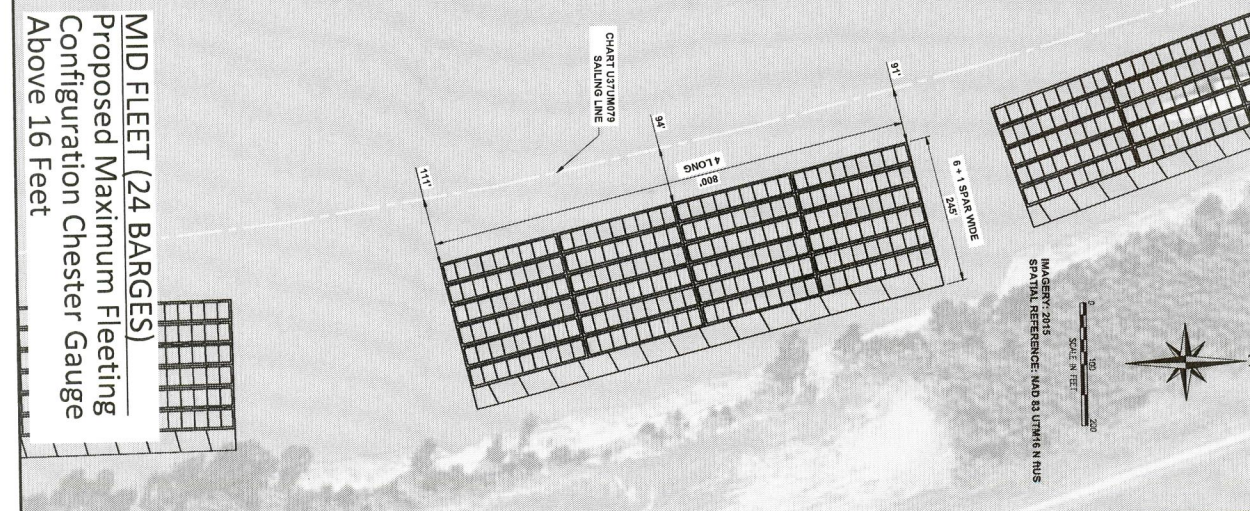 MID FLEET (24 BARGES)
Proposed Maximum Fleeting
Configuration Chester Gauge
Above 16 Feet
CHART U37UM079
SAILING LINE
111'
94'
91'
800'
4 LONG
6 + 1 SPAR WIDE
245'
IMAGERY: 2015
SPATIAL REFERENCE: NAD 83 UTM16 N ftUS
0 100 200
SCALE IN FEET